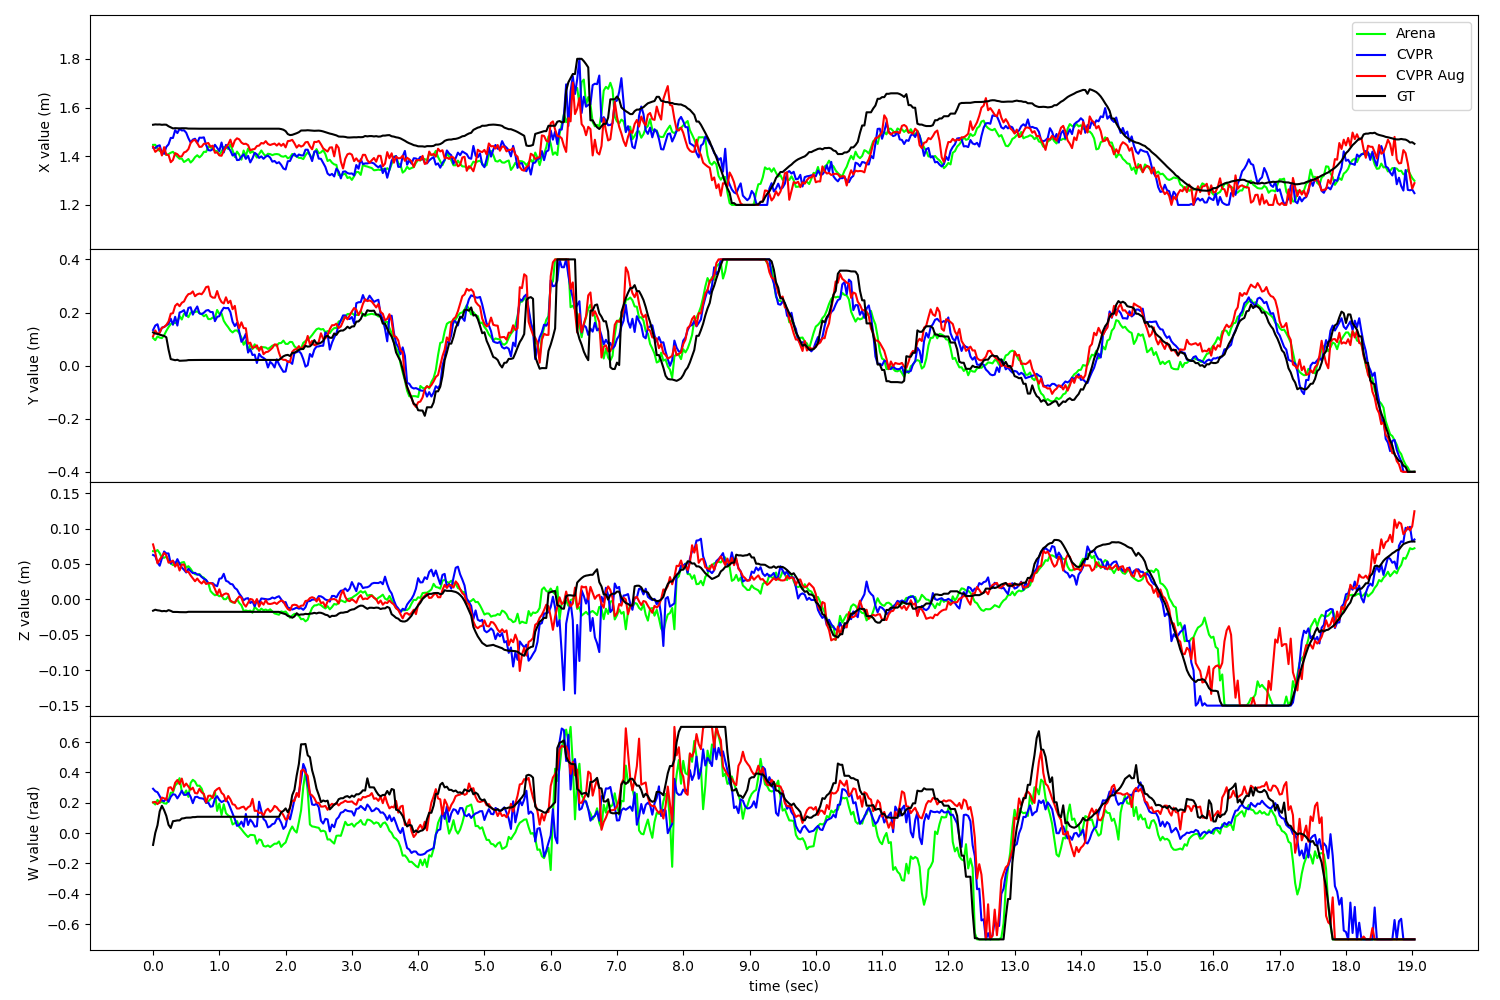 Arena
CVPR
CVPR Aug
GT
X value (m)
1.8
1.6
1.4
1.2
Y value (m)
0.4
0.2
0.0
−0.2
−0.4
Z value (m)
0.15
0.10
0.05
0.00
−0.05
−0.10
−0.15
W value (rad)
0.6
0.4
0.2
0.0
−0.2
−0.4
−0.6
0.0 1.0 2.0 3.0 4.0 5.0 6.0 7.0 8.0 9.0 10.0 11.0 12.0 13.0 14.0 15.0 16.0 17.0 18.0 19.0
time (sec)